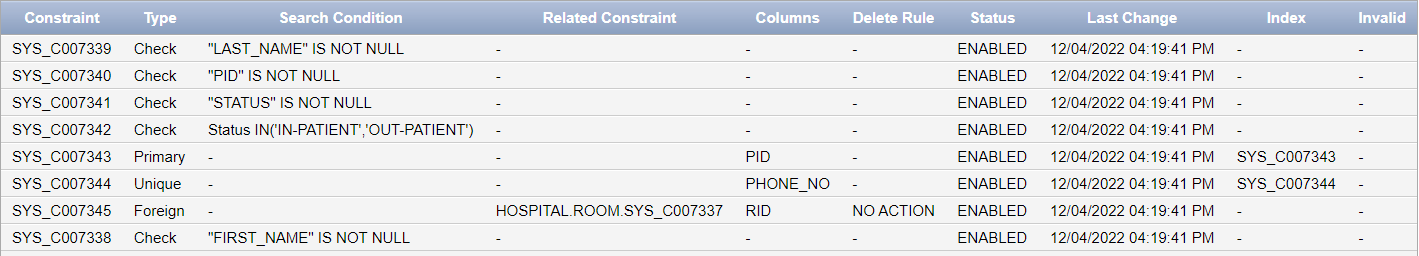 Constraint Type Search Condition Related Constraint Columns Delete Rule Status Last Change Index Invalid
SYS_C007339 Check "LAST_NAME" IS NOT NULL - - - ENABLED 12/04/2022 04:19:41 PM - -
SYS_C007340 Check "PID" IS NOT NULL - - - ENABLED 12/04/2022 04:19:41 PM - -
SYS_C007341 Check "STATUS" IS NOT NULL - - - ENABLED 12/04/2022 04:19:41 PM - -
SYS_C007342 Check Status IN('IN-PATIENT','OUT-PATIENT') - - - ENABLED 12/04/2022 04:19:41 PM - -
SYS_C007343 Primary - - PID - ENABLED 12/04/2022 04:19:41 PM SYS_C007343 -
SYS_C007344 Unique - - PHONE_NO - ENABLED 12/04/2022 04:19:41 PM SYS_C007344 -
SYS_C007345 Foreign - HOSPITAL.ROOM.SYS_C007337 RID NO ACTION ENABLED 12/04/2022 04:19:41 PM - -
SYS_C007338 Check "FIRST_NAME" IS NOT NULL - - - ENABLED 12/04/2022 04:19:41 PM - -